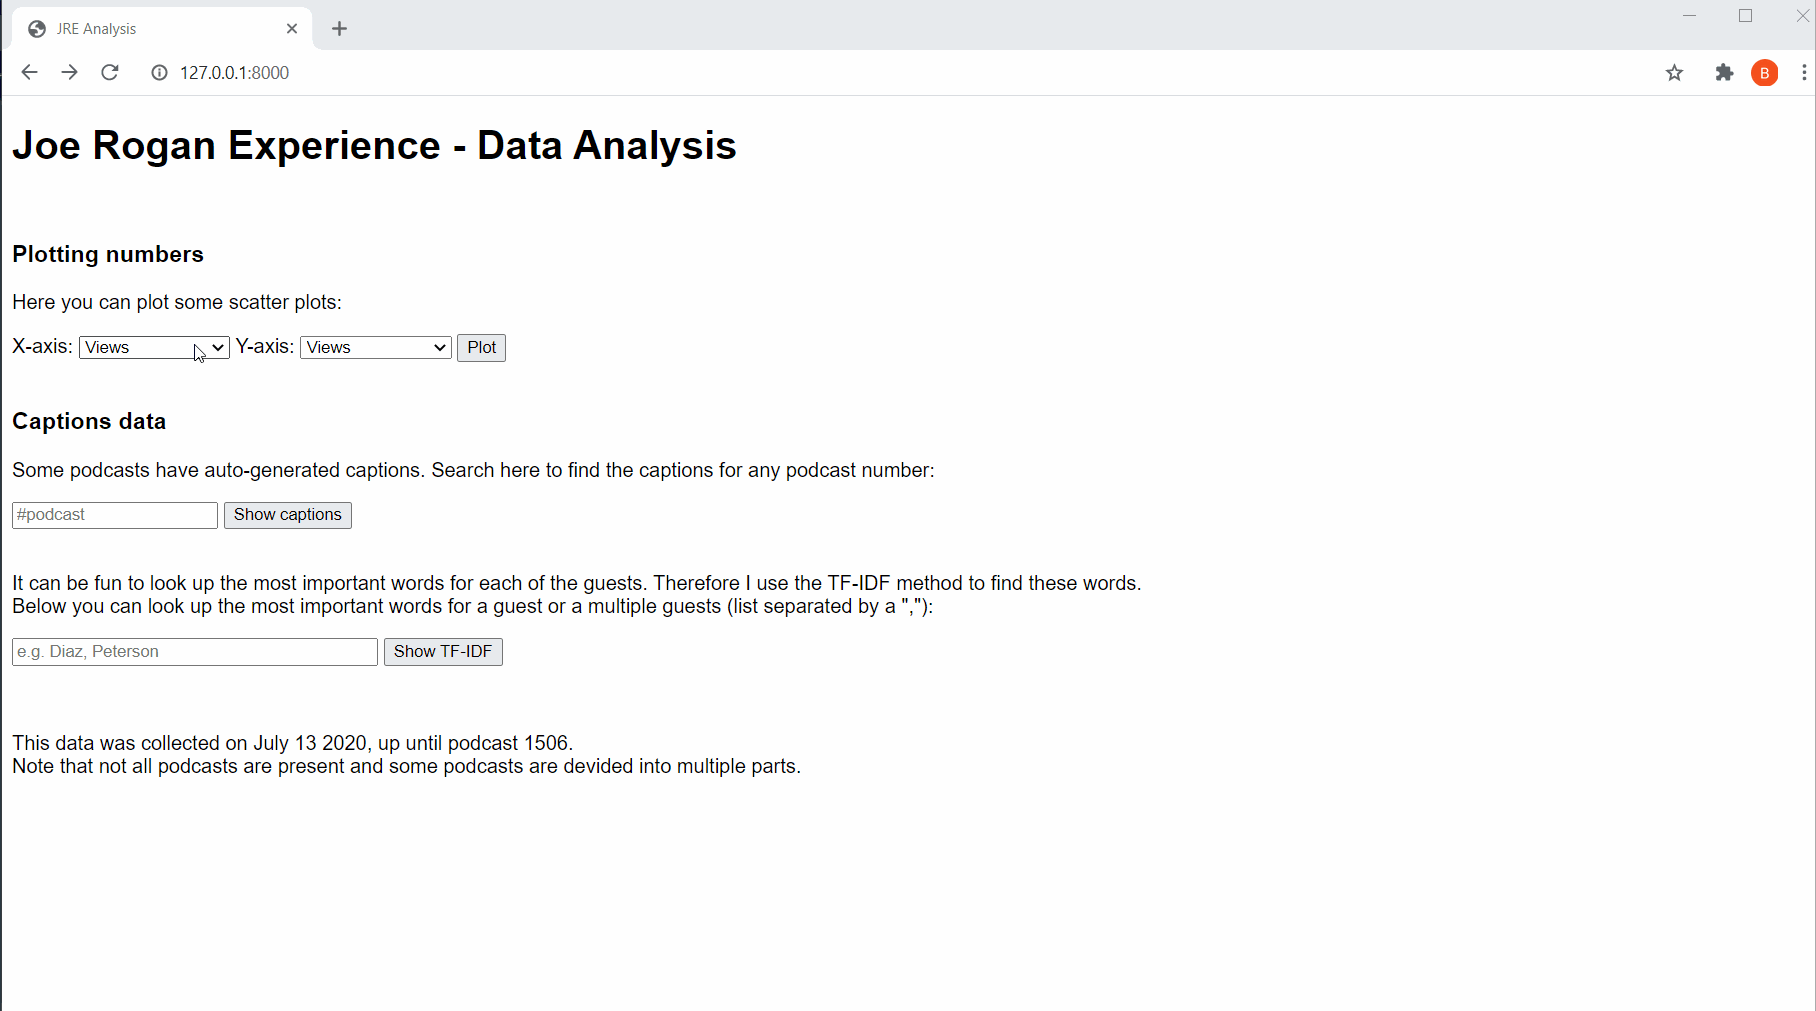 JRE Analysis
127.0.0.1:8000
B
Joe Rogan Experience - Data Analysis
Plotting numbers
Here you can plot some scatter plots:
X-axis: Views Y-axis: Views Plot
Captions data
Some podcasts have auto-generated captions. Search here to find the captions for any podcast number:
#podcast Show captions
It can be fun to look up the most important words for each of the guests. Therefore I use the TF-IDF method to find these words.
Below you can look up the most important words for a guest or a multiple guests (list separated by a ","):
e.g. Diaz, Peterson Show TF-IDF
This data was collected on July 13 2020, up until podcast 1506.
Note that not all podcasts are present and some podcasts are devided into multiple parts.